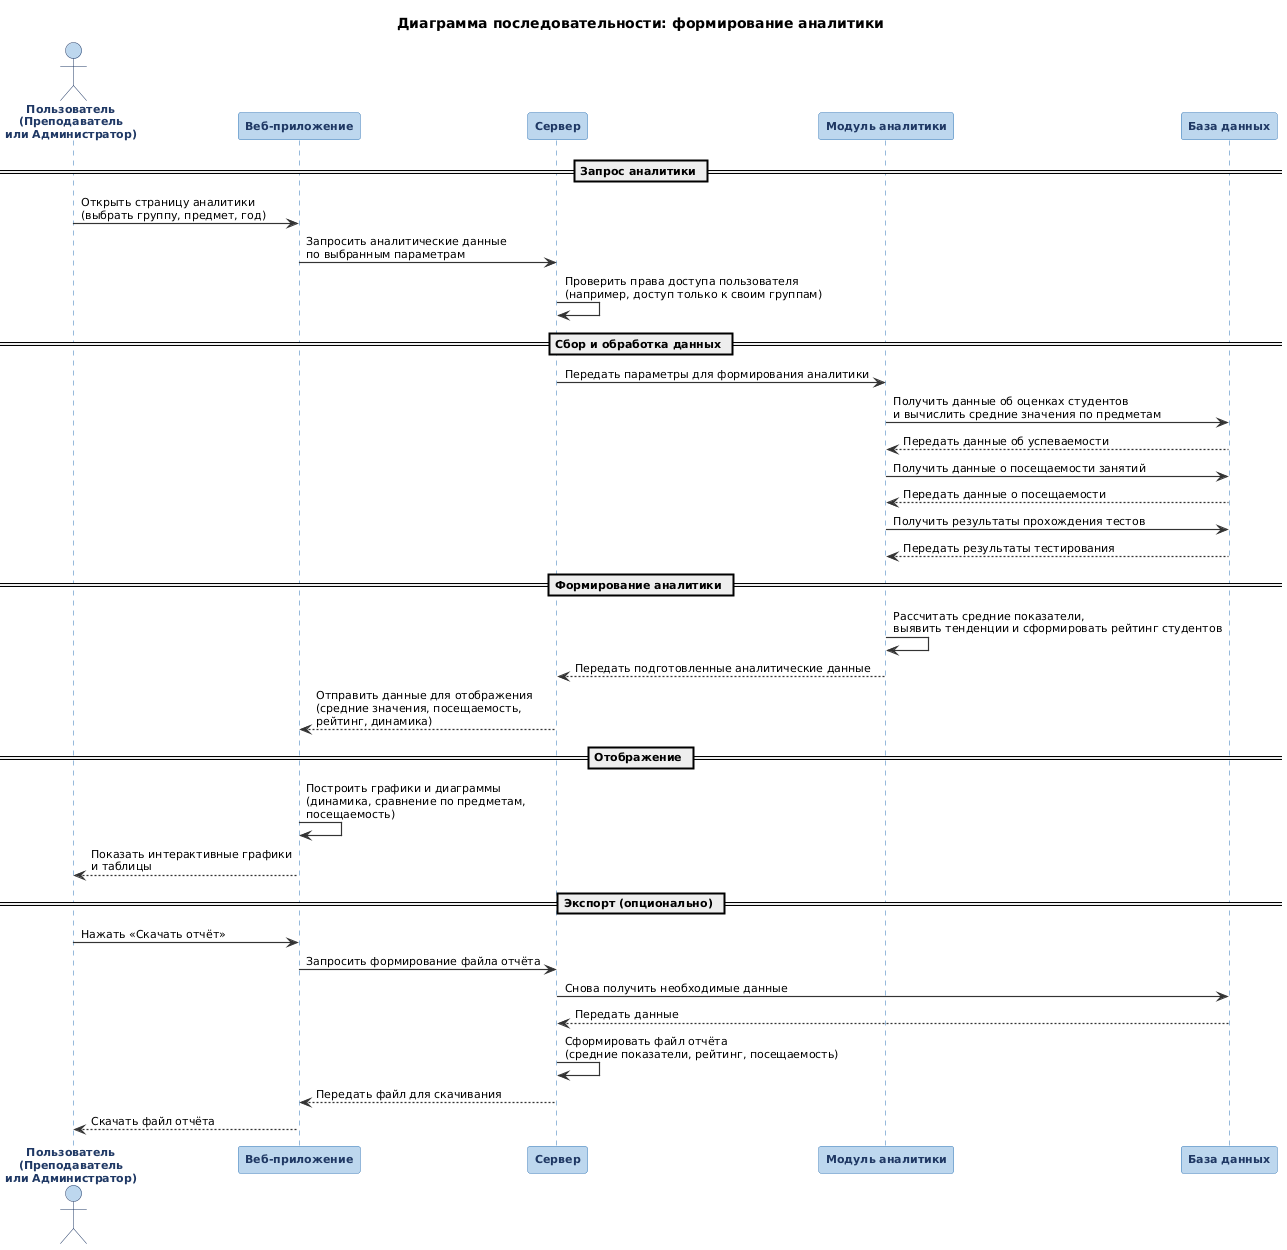 Диаграмма последовательности: формирование аналитики
Пользователь
(Преподаватель
или Администратор)
Веб-приложение
Сервер
Модуль аналитики
База данных
Запрос аналитики
Открыть страницу аналитики
(выбрать группу, предмет, год)
Запросить аналитические данные
по выбранным параметрам
Проверить права доступа пользователя
(например, доступ только к своим группам)
Сбор и обработка данных
Передать параметры для формирования аналитики
Получить данные об оценках студентов
и вычислить средние значения по предметам
Передать данные об успеваемости
Получить данные о посещаемости занятий
Передать данные о посещаемости
Получить результаты прохождения тестов
Передать результаты тестирования
Формирование аналитики
Рассчитать средние показатели,
выявить тенденции и сформировать рейтинг студентов
Передать подготовленные аналитические данные
Отправить данные для отображения
(средние значения, посещаемость,
рейтинг, динамика)
Отображение
Построить графики и диаграммы
(динамика, сравнение по предметам,
посещаемость)
Показать интерактивные графики
и таблицы
Экспорт (опционально)
Нажать «Скачать отчёт»
Запросить формирование файла отчёта
Снова получить необходимые данные
Передать данные
Сформировать файл отчёта
(средние показатели, рейтинг, посещаемость)
Передать файл для скачивания
Скачать файл отчёта
Пользователь
(Преподаватель
или Администратор)
Веб-приложение
Сервер
Модуль аналитики
База данных